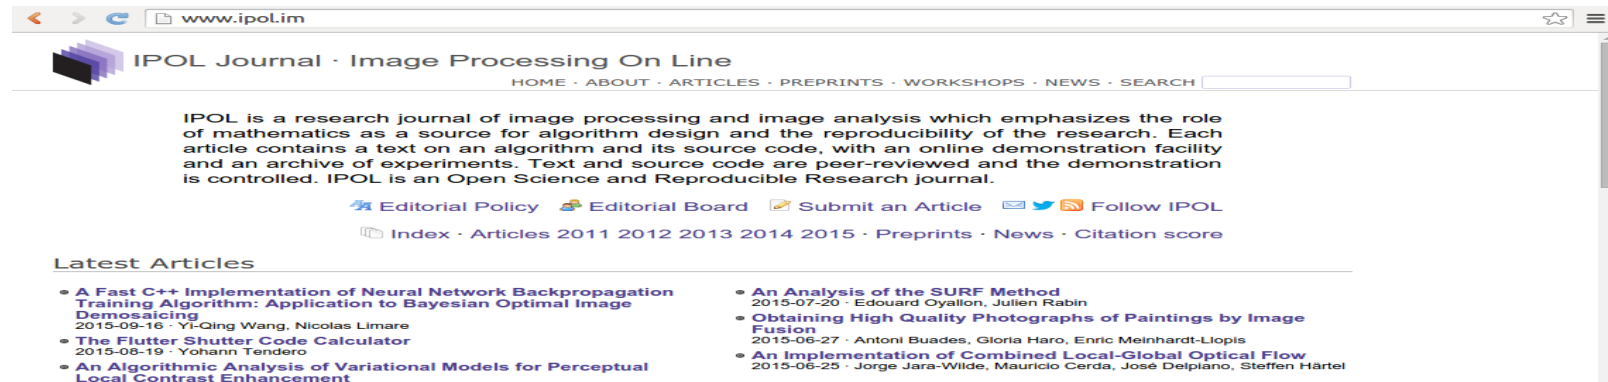 www.ipol.im
IPOL Journal · Image Processing On Line
HOME · ABOUT · ARTICLES · PREPRINTS · WORKSHOPS · NEWS · SEARCH
IPOL is a research journal of image processing and image analysis which emphasizes the role
of mathematics as a source for algorithm design and the reproducibility of the research. Each
article contains a text on an algorithm and its source code, with an online demonstration facility
and an archive of experiments. Text and source code are peer-reviewed and the demonstration
is controlled. IPOL is an Open Science and Reproducible Research journal.
Editorial Policy Editorial Board Submit an Article Follow IPOL
Index · Articles 2011 2012 2013 2014 2015 · Preprints · News · Citation score
Latest Articles
A Fast C++ Implementation of Neural Network Backpropagation
Training Algorithm: Application to Bayesian Optimal Image
Demosaicing
2015-09-16 · Yi-Qing Wang, Nicolas Limare
The Flutter Shutter Code Calculator
2015-08-19 · Yohann Tendero
An Algorithmic Analysis of Variational Models for Perceptual
Local Contrast Enhancement
An Analysis of the SURF Method
2015-07-20 · Edouard Oyallon, Julien Rabin
Obtaining High Quality Photographs of Paintings by Image
Fusion
2015-06-27 · Antoni Buades, Gloria Haro, Enric Meinhardt-Llopis
An Implementation of Combined Local-Global Optical Flow
2015-06-25 · Jorge Jara-Wilde, Mauricio Cerda, José Delpiano, Steffen Härtel